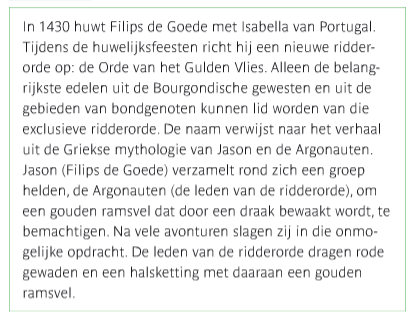 In 1430 huwt Filips de Goede met Isabella van Portugal.
Tijdens de huwelijksfeesten richt hij een nieuwe ridder-
orde op: de Orde van het Gulden Vlies. Alleen de belang-
rijkste edelen uit de Bourgondische gewesten en uit de
gebieden van bondgenoten kunnen lid worden van die
exclusieve ridderorde. De naam verwijst naar het verhaal
uit de Griekse mythologie van Jason en de Argonauten.
Jason (Filips de Goede) verzamelt rond zich een groep
helden, de Argonauten (de leden van de ridderorde), om
een gouden ramsvel dat door een draak bewaakt wordt, te
bemachtigen. Na vele avonturen slagen zij in die onmo-
gelijke opdracht. De leden van de ridderorde dragen rode
gewaden en een halsketting met daaraan een gouden
ramsvel.